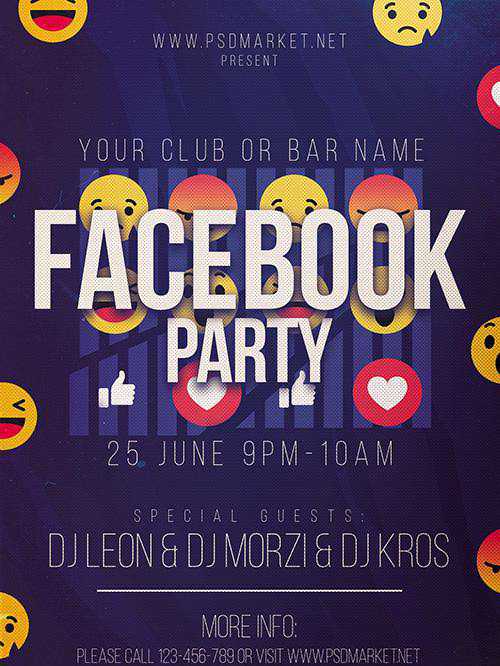 WWW.PSDMARKET.NET
PRESENT
YOUR CLUB OR BAR NAME
FACEBOOK
PARTY
25 JUNE 9PM-10AM
SPECIAL GUESTS:
DJ LEON & DJ MORZI & DJ KROS
MORE INFO:
PLEASE CALL 123-456-789 OR VISIT WWW.PSDMARKET.NET